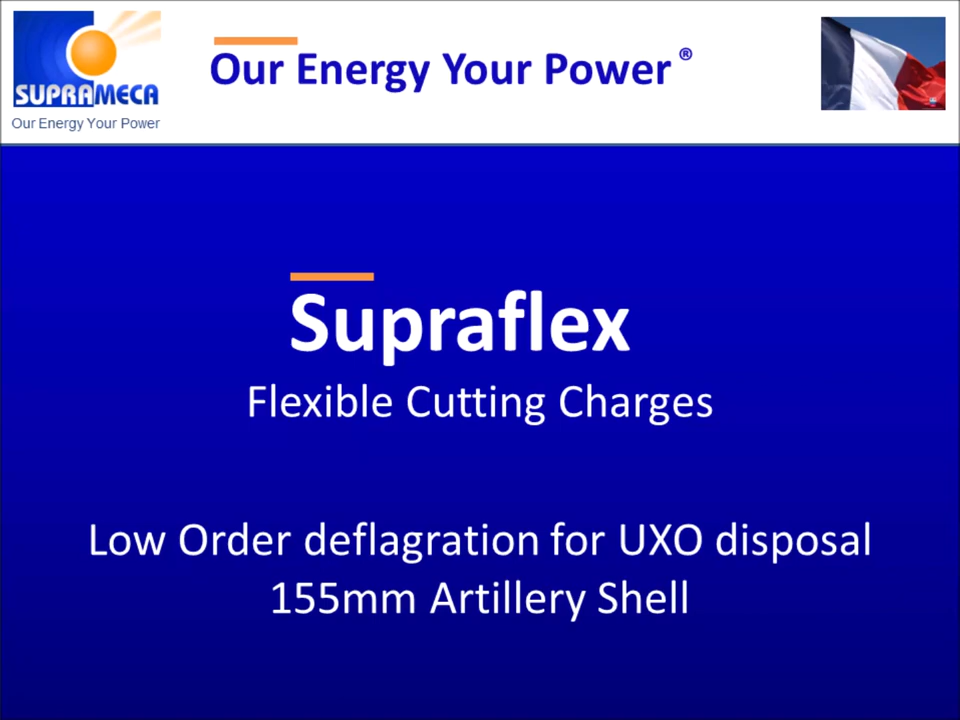 SUPRAMECA
Our Energy Your Power
Our Energy Your Power ®
Supraflex
Flexible Cutting Charges
Low Order deflagration for UXO disposal
155mm Artillery Shell